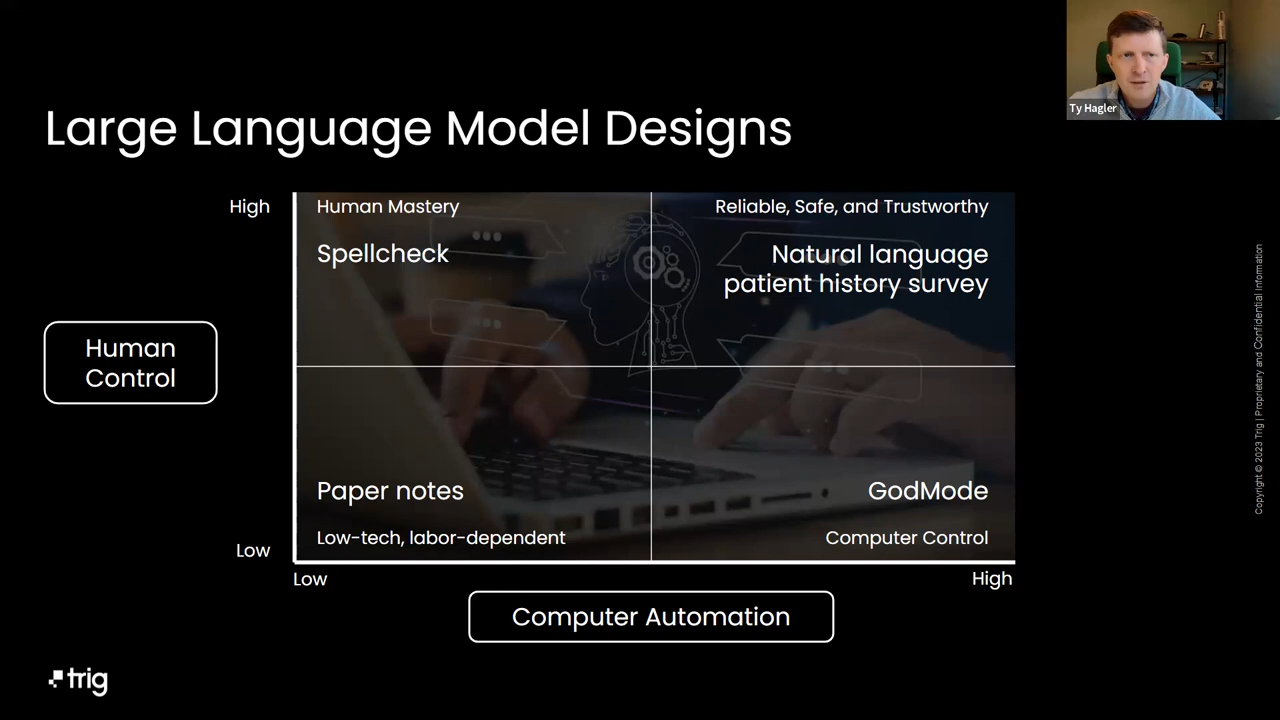 Ty Hagler
Large Language Model Designs
High
Human Mastery
Reliable, Safe, and Trustworthy
Spellcheck
Natural language
patient history survey
Human
Control
Paper notes
GodMode
Low-tech, labor-dependent
Computer Control
Low
Low
High
Computer Automation
trig
Copyright © 2023 Trig | Proprietary and Confidential Information